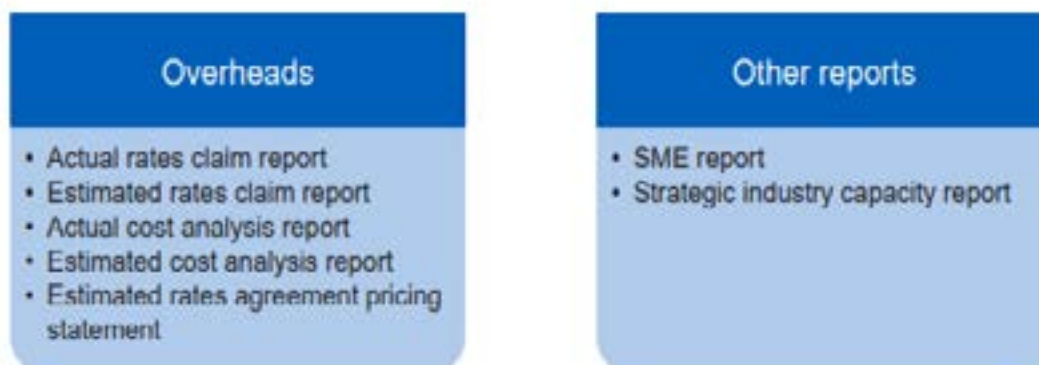 Overheads
• Actual rates claim report
• Estimated rates claim report
• Actual cost analysis report
• Estimated cost analysis report
• Estimated rates agreement pricing
statement
Other reports
• SME report
• Strategic industry capacity report